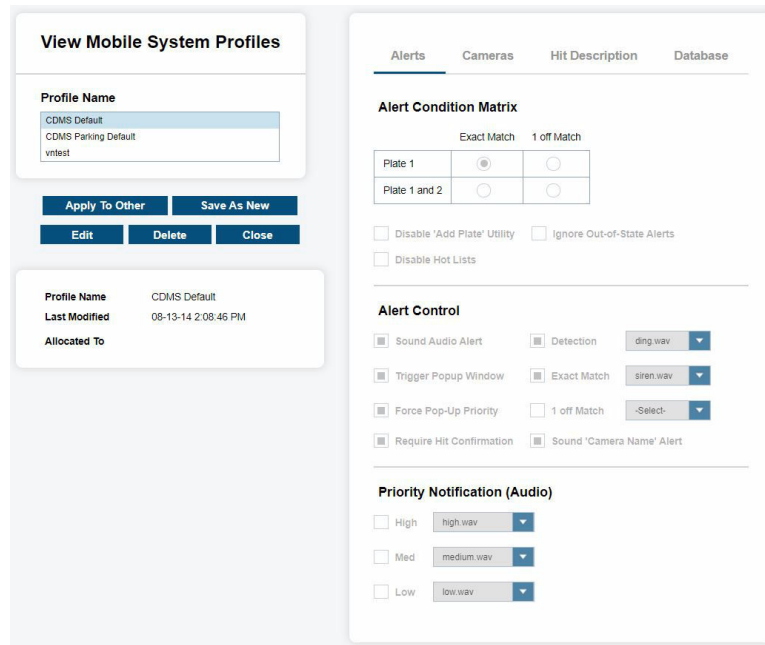 View Mobile System Profiles
Profile Name
CDMS Default
CDMS Parking Default
vntest
Apply To Other Save As New
Edit Delete Close
Profile Name CDMS Default
Last Modified 08-13-14 2:08:46 PM
Allocated To
Alerts Cameras Hit Description Database
Alert Condition Matrix
Exact Match 1 off Match
Plate 1
Plate 1 and 2
Disable 'Add Plate' Utility Ignore Out-of-State Alerts
Disable Hot Lists
Alert Control
Sound Audio Alert Detection ding.wav
Trigger Popup Window Exact Match siren.wav
Force Pop-Up Priority 1 off Match -Select-
Require Hit Confirmation Sound 'Camera Name' Alert
Priority Notification (Audio)
High high.wav
Med medium.wav
Low low.wav